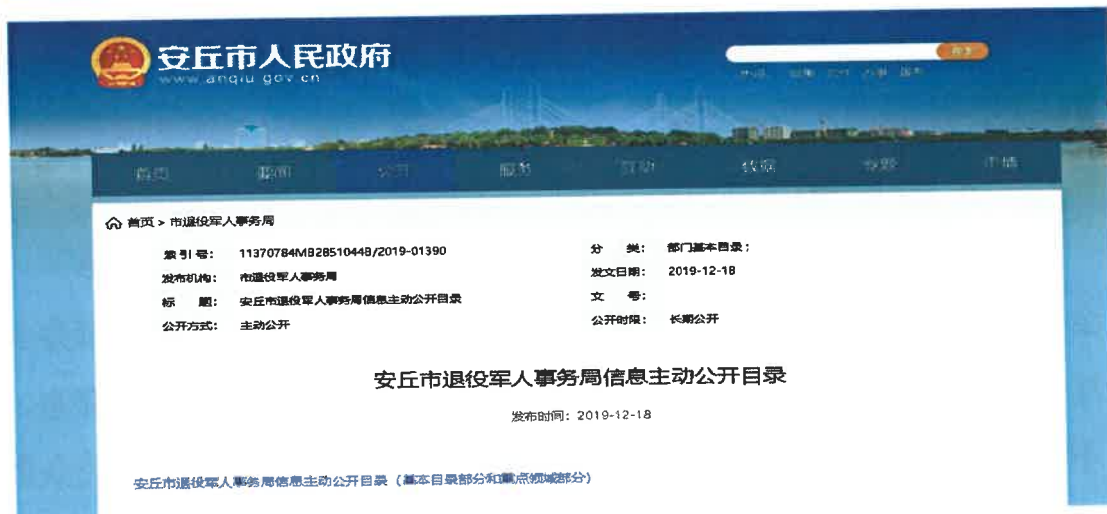 安丘市人民政府
www.anqiu.gov.cn
首页 要闻 公开 服务 互动 数据
首页 > 市退役军人事务局
索引号： 11370784MB2851044B/2019-01390 分 类： 部门基本目录；
发布机构： 市退役军人事务局 发文日期： 2019-12-18
标 题： 安丘市退役军人事务局信息主动公开目录 文 号：
公开方式： 主动公开 公开时限： 长期公开
安丘市退役军人事务局信息主动公开目录
发布时间：2019-12-18
安丘市退役军人事务局信息主动公开目录（基本目录部分和重点领域部分）